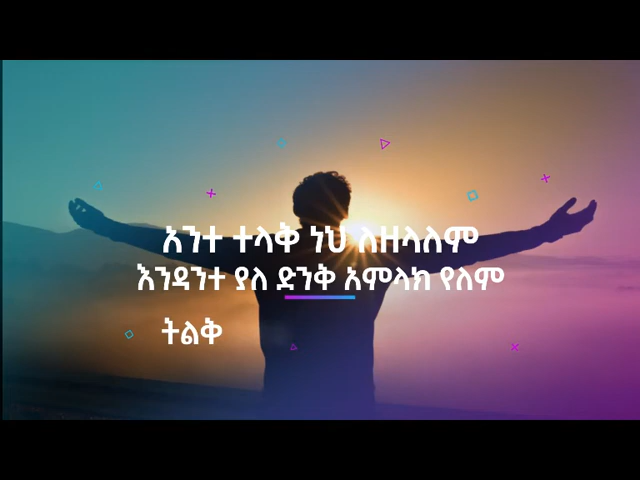 አንተ ተላቅ ነህ ለዘላለም
እንዳንተ ያለ ድንቅ አምላክ የለም
ትልቅ